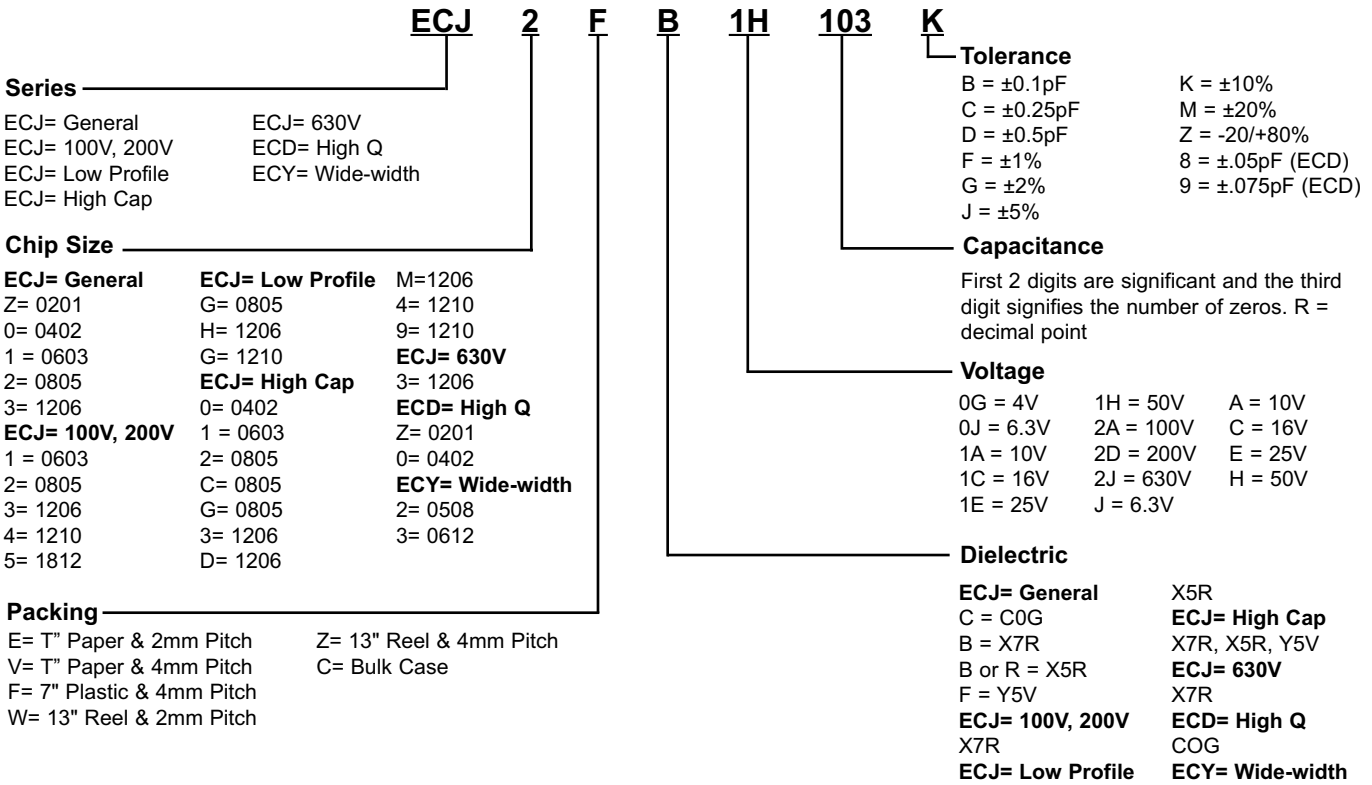 ECJ 2 F B 1H 103 K
Series
ECJ= General
ECJ= 100V, 200V
ECJ= Low Profile
ECJ= High Cap
ECJ= 630V
ECD= High Q
ECY= Wide-width
Chip Size
ECJ= General
Z= 0201
0= 0402
1 = 0603
2= 0805
3= 1206
ECJ= 100V, 200V
1 = 0603
2= 0805
3= 1206
4= 1210
5= 1812
ECJ= Low Profile
G= 0805
H= 1206
G= 1210
ECJ= High Cap
0= 0402
1 = 0603
2= 0805
C= 0805
G= 0805
3= 1206
D= 1206
M=1206
4= 1210
9= 1210
ECJ= 630V
3= 1206
ECD= High Q
Z= 0201
0= 0402
ECY= Wide-width
2= 0508
3= 0612
Packing
E= T” Paper & 2mm Pitch
V= T” Paper & 4mm Pitch
F= 7" Plastic & 4mm Pitch
W= 13" Reel & 2mm Pitch
Z= 13" Reel & 4mm Pitch
C= Bulk Case
Tolerance
B = ±0.1pF
C = ±0.25pF
D = ±0.5pF
F = ±1%
G = ±2%
J = ±5%
K = ±10%
M = ±20%
Z = -20/+80%
8 = ±.05pF (ECD)
9 = ±.075pF (ECD)
Capacitance
First 2 digits are significant and the third
digit signifies the number of zeros. R =
decimal point
Voltage
0G = 4V
0J = 6.3V
1A = 10V
1C = 16V
1E = 25V
1H = 50V
2A = 100V
2D = 200V
2J = 630V
J = 6.3V
A = 10V
C = 16V
E = 25V
H = 50V
Dielectric
ECJ= General
C = C0G
B = X7R
B or R = X5R
F = Y5V
ECJ= 100V, 200V
X7R
ECJ= Low Profile
X5R
ECJ= High Cap
X7R, X5R, Y5V
ECJ= 630V
X7R
ECD= High Q
COG
ECY= Wide-width